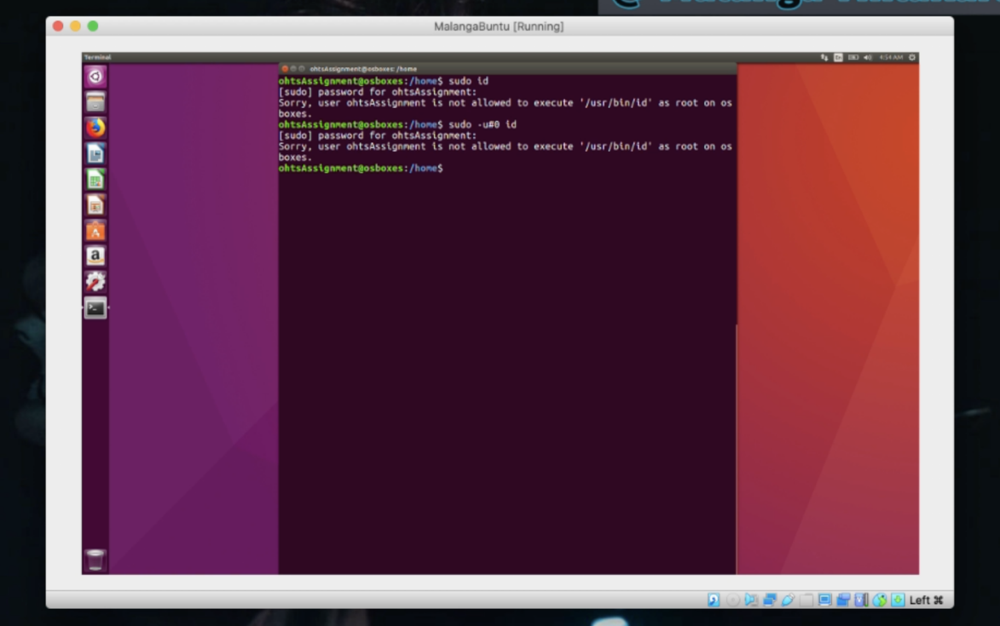 MalangaBuntu [Running]
Terminal
4:54 AM
ohtsAssignment@osboxes: /home
ohtsAssignment@osboxes:/home$ sudo id
[sudo] password for ohtsAssignment:
Sorry, user ohtsAssignment is not allowed to execute '/usr/bin/id' as root on os
boxes.
ohtsAssignment@osboxes:/home$ sudo -u#0 id
[sudo] password for ohtsAssignment:
Sorry, user ohtsAssignment is not allowed to execute '/usr/bin/id' as root on os
boxes.
ohtsAssignment@osboxes:/home$
Left ⌘